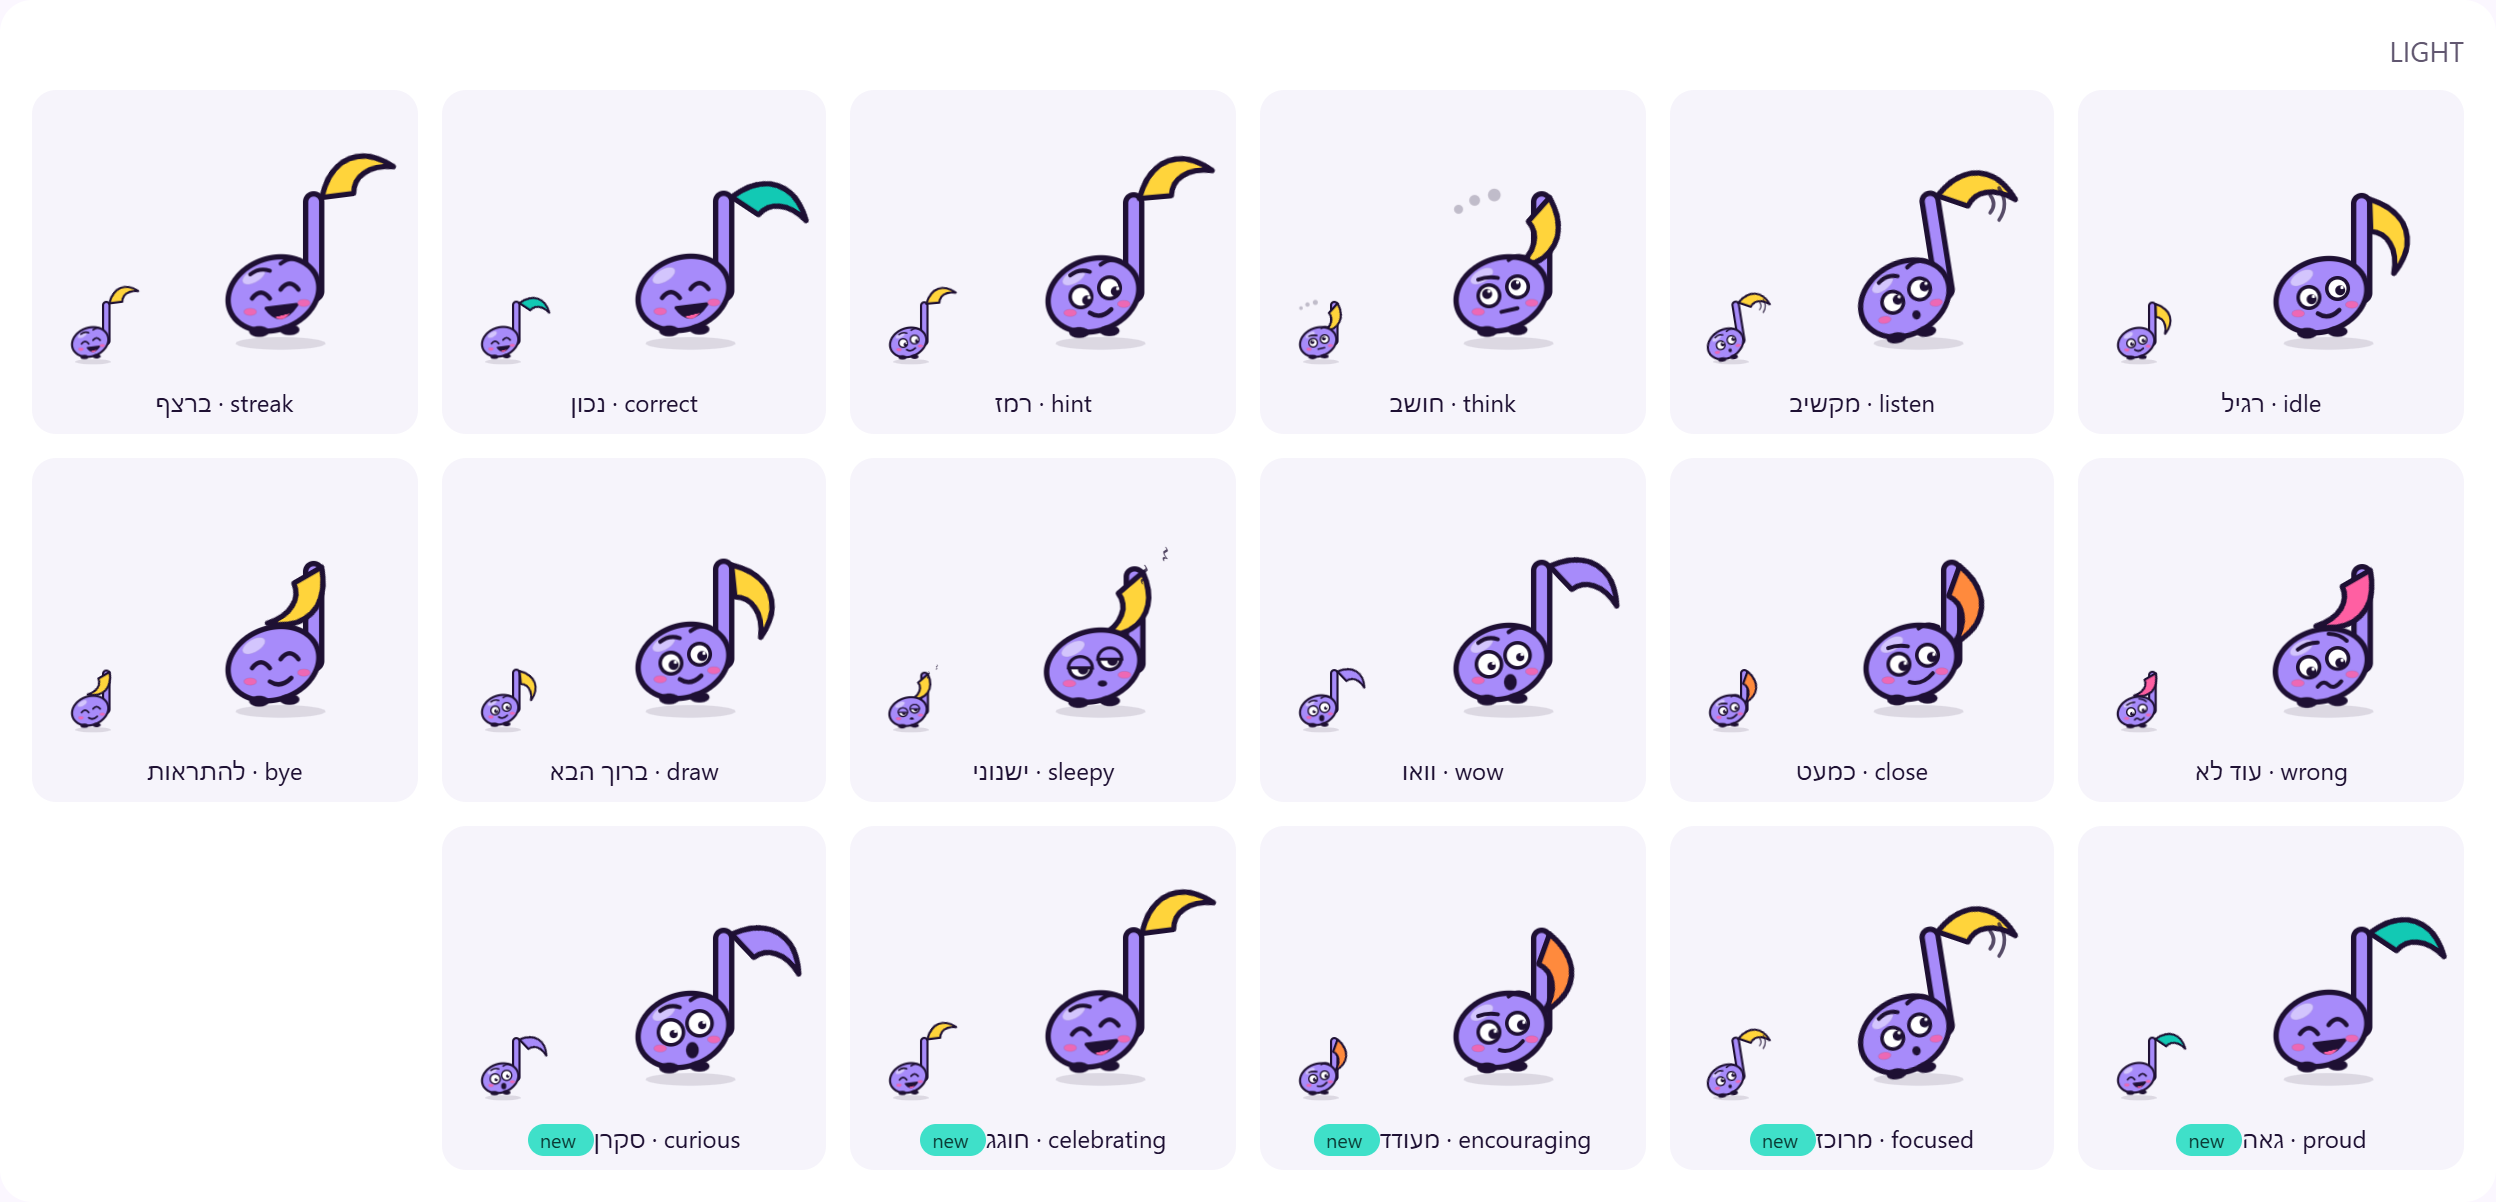 LIGHT
רגיל · idle
מקשיב · listen
חושב · think
רמז · hint
נכון · correct
ברצף · streak
עוד לא · wrong
כמעט · close
וואו · wow
ישנוני · sleepy
ברוך הבא · draw
להתראות · bye
גאה · proud new
מרוכז · focused new
מעודד · encouraging new
חוגג · celebrating new
סקרן · curious new